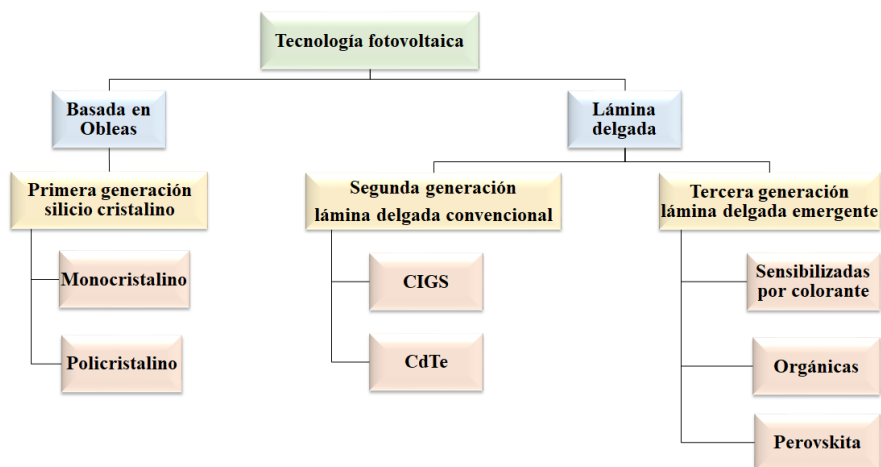 Tecnología fotovoltaica
Basada en
Obleas
Lámina
delgada
Primera generación
silicio cristalino
Segunda generación
lámina delgada convencional
Tercera generación
lámina delgada emergente
Monocristalino
Policristalino
CIGS
CdTe
Sensibilizadas
por colorante
Orgánicas
Perovskita